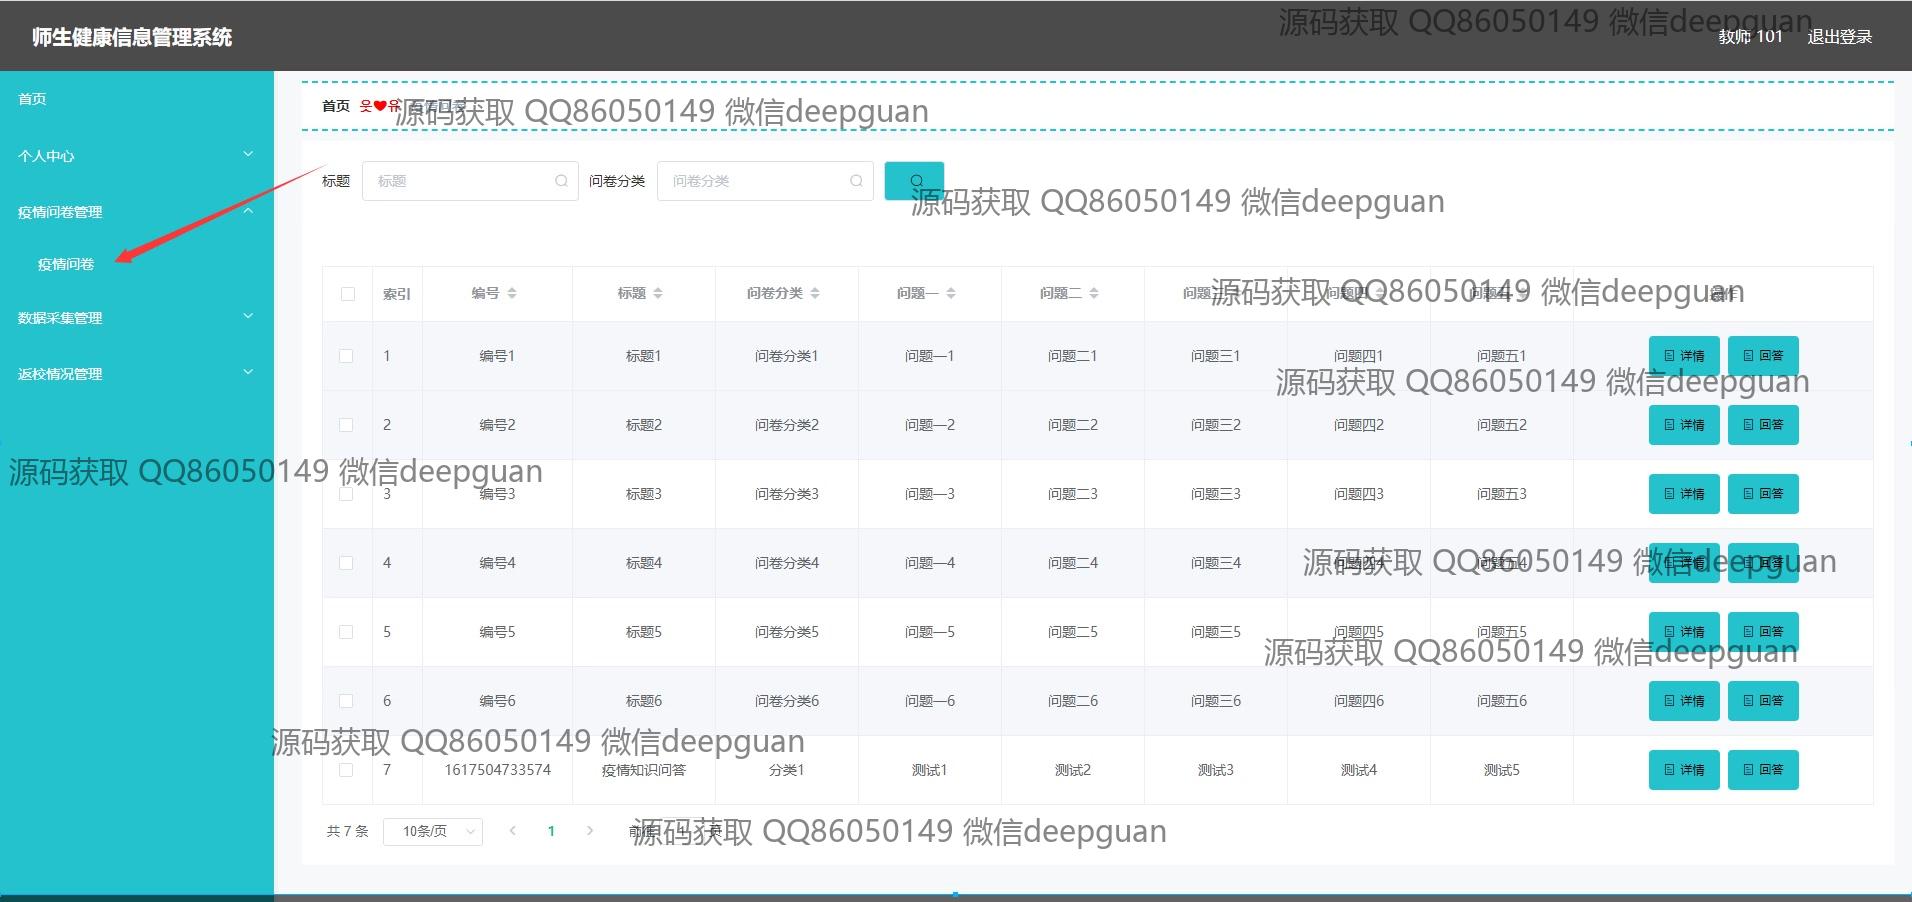 师生健康信息管理系统
源码获取 QQ86050149 微信deepguan
教师 101 退出登录
首页
个人中心
疫情问卷管理
疫情问卷
数据采集管理
返校情况管理
首页 웃❤유
源码获取 QQ86050149 微信deepguan
标题 标题 问卷分类 问卷分类
源码获取 QQ86050149 微信deepguan
索引 编号 标题 问卷分类 问题一 问题二 问题三 问题四 问题五 操作
源码获取 QQ86050149 微信deepguan
1 编号1 标题1 问卷分类1 问题一1 问题二1 问题三1 问题四1 问题五1 详情 回答
源码获取 QQ86050149 微信deepguan
2 编号2 标题2 问卷分类2 问题一2 问题二2 问题三2 问题四2 问题五2 详情 回答
源码获取 QQ86050149 微信deepguan
3 编号3 标题3 问卷分类3 问题一3 问题二3 问题三3 问题四3 问题五3 详情 回答
4 编号4 标题4 问卷分类4 问题一4 问题二4 问题三4 问题四4 问题五4 详情 回答
源码获取 QQ86050149 微信deepguan
5 编号5 标题5 问卷分类5 问题一5 问题二5 问题三5 问题四5 问题五5 详情 回答
源码获取 QQ86050149 微信deepguan
6 编号6 标题6 问卷分类6 问题一6 问题二6 问题三6 问题四6 问题五6 详情 回答
源码获取 QQ86050149 微信deepguan
7 1617504733574 疫情知识问答 分类1 测试1 测试2 测试3 测试4 测试5 详情 回答
共 7 条 10条/页 1 前往 1 页
源码获取 QQ86050149 微信deepguan